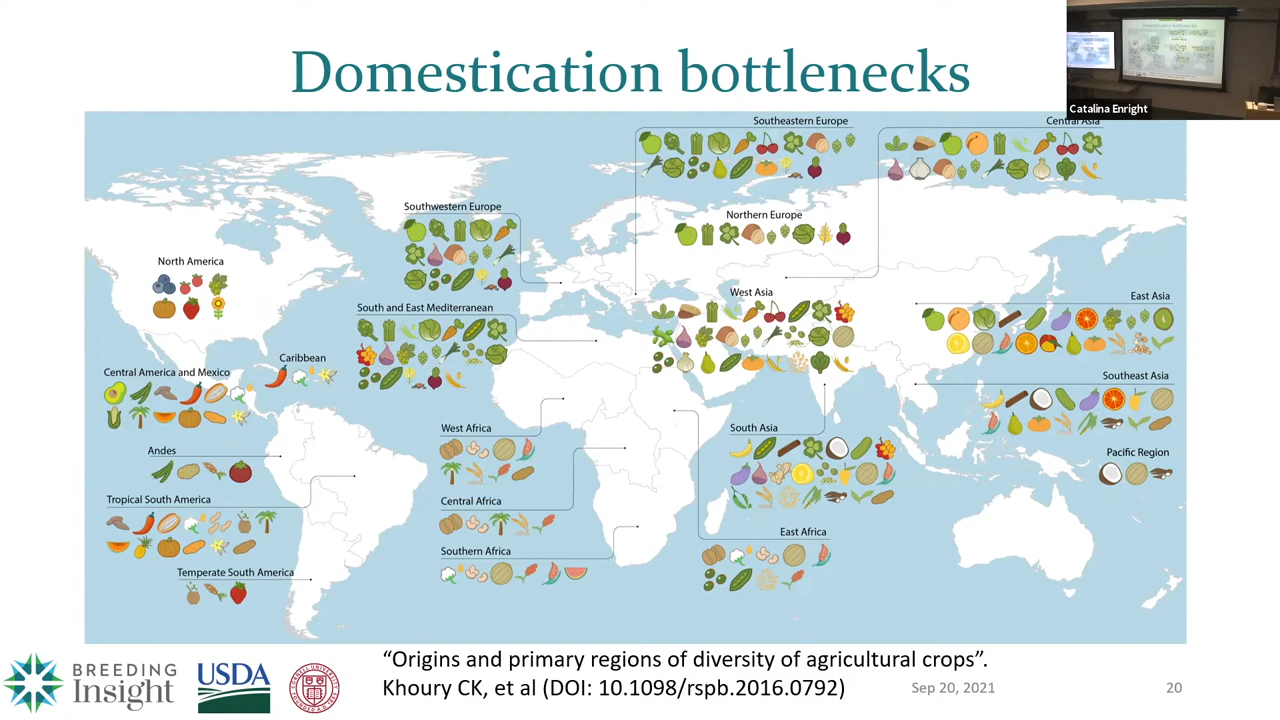 Domestication bottlenecks
Catalina Enright
Southeastern Europe
Central Asia
Southwestern Europe
Northern Europe
North America
West Asia
East Asia
South and East Mediterranean
Caribbean
Central America and Mexico
Southeast Asia
West Africa
South Asia
Andes
Pacific Region
Tropical South America
Central Africa
East Africa
Southern Africa
Temperate South America
“Origins and primary regions of diversity of agricultural crops”.
Khoury CK, et al (DOI: 10.1098/rspb.2016.0792)
Sep 20, 2021
20
BREEDING
Insight
USDA